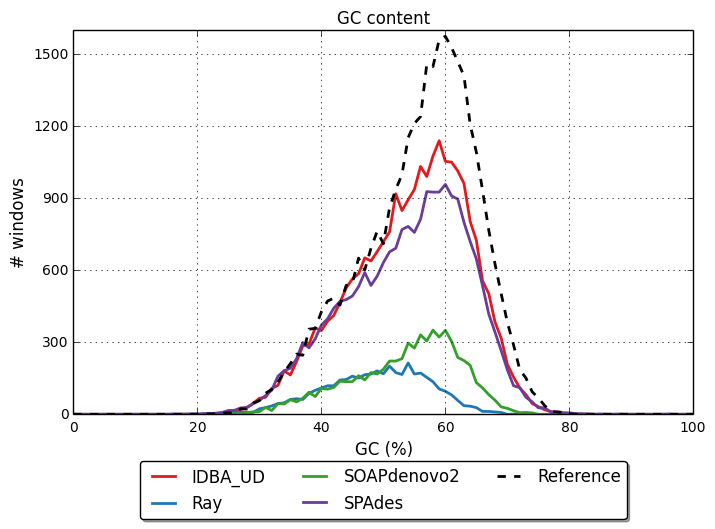 GC content
1500
1200
900
600
300
0
# windows
0 20 40 60 80 100
GC (%)
IDBA_UD SOAPdenovo2 Reference
Ray SPAdes